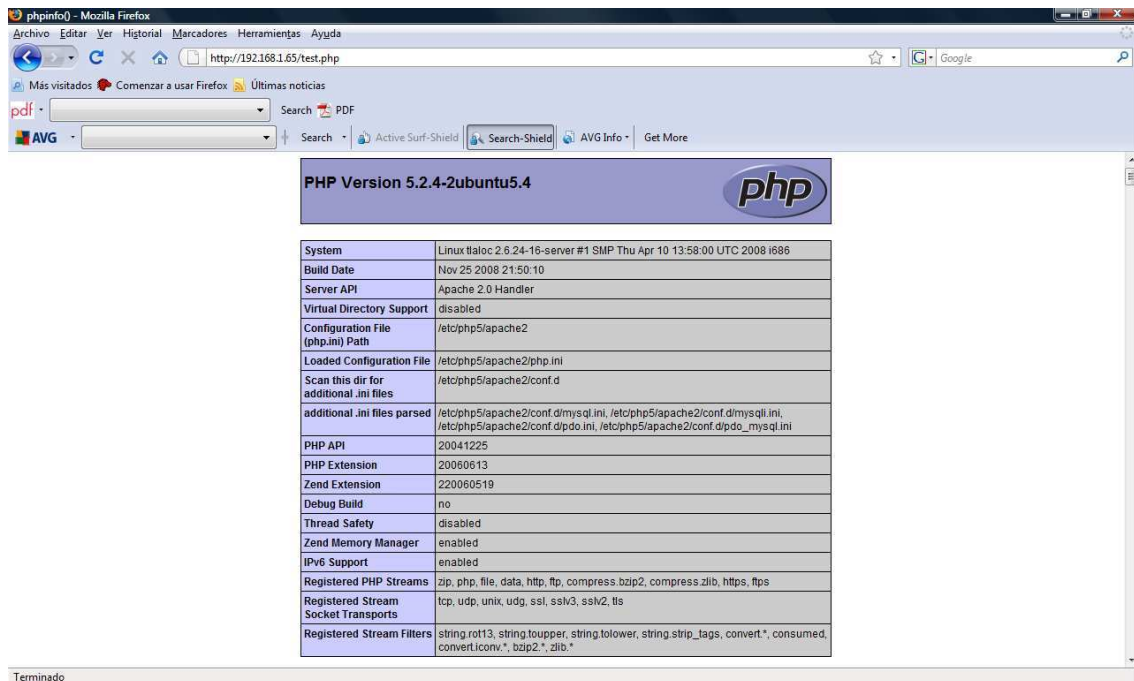 phpinfo() - Mozilla Firefox
Archivo Editar Ver Historial Marcadores Herramientas Ayuda
http://192.168.1.65/test.php
Google
Más visitados Comenzar a usar Firefox Últimas noticias
pdf Search PDF
AVG Search Active Surf-Shield Search-Shield AVG Info Get More
PHP Version 5.2.4-2ubuntu5.4
php
System Linux tlaloc 2.6.24-16-server #1 SMP Thu Apr 10 13:58:00 UTC 2008 i686
Build Date Nov 25 2008 21:50:10
Server API Apache 2.0 Handler
Virtual Directory Support disabled
Configuration File /etc/php5/apache2
(php.ini) Path
Loaded Configuration File /etc/php5/apache2/php.ini
Scan this dir for /etc/php5/apache2/conf.d
additional .ini files
additional .ini files parsed /etc/php5/apache2/conf.d/mysql.ini, /etc/php5/apache2/conf.d/mysqli.ini,
/etc/php5/apache2/conf.d/pdo.ini, /etc/php5/apache2/conf.d/pdo_mysql.ini
PHP API 20041225
PHP Extension 20060613
Zend Extension 220060519
Debug Build no
Thread Safety disabled
Zend Memory Manager enabled
IPv6 Support enabled
Registered PHP Streams zip, php, file, data, http, ftp, compress.bzip2, compress.zlib, https, ftps
Registered Stream tcp, udp, unix, udg, ssl, sslv3, sslv2, tls
Socket Transports
Registered Stream Filters string.rot13, string.toupper, string.tolower, string.strip_tags, convert.*, consumed,
convert.iconv.*, bzip2.*, zlib.*
Terminado